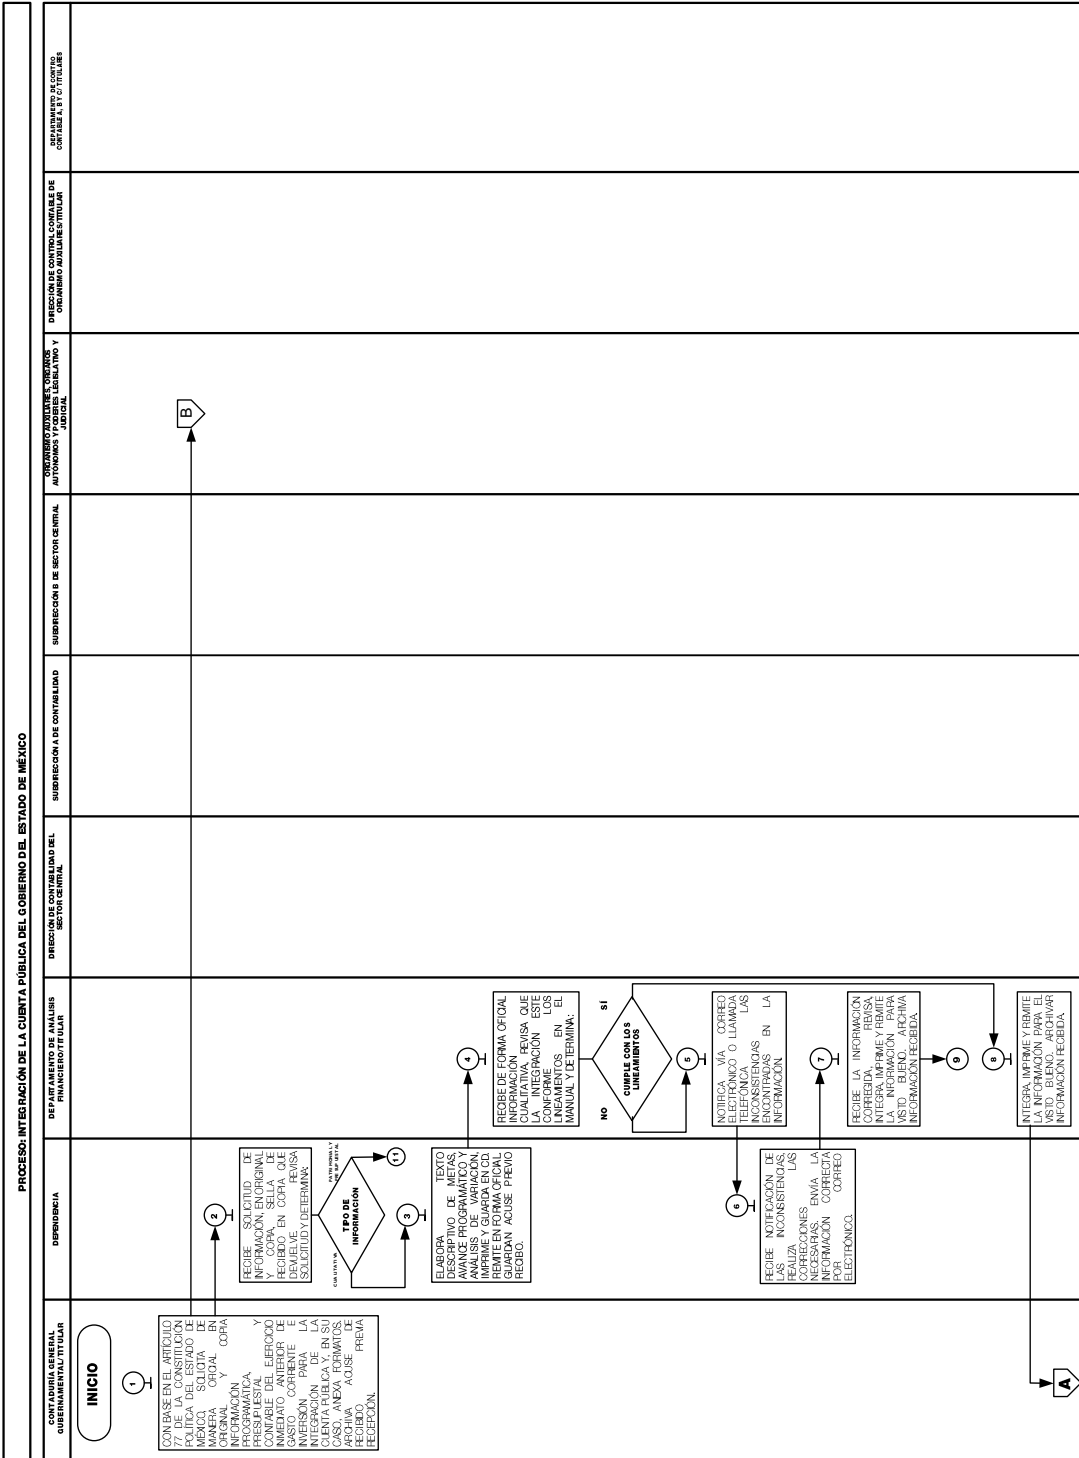 PROCESO: INTEGRACIÓN DE LA CUENTA PÚBLICA DEL GOBIERNO DEL ESTADO DE MÉXICO
CONTADURÍA GENERAL
GUBERNAMENTAL/TITULAR
DEPENDENCIA
DEPARTAMENTO DE ANÁLISIS
FINANCIERO/TITULAR
DIRECCIÓN DE CONTABILIDAD DEL
SECTOR CENTRAL
SUBDIRECCIÓN A DE CONTABILIDAD
SUBDIRECCIÓN B DE SECTOR CENTRAL
ORGANISMO AUXILIARES, ÓRGANOS
AUTÓNOMOS Y PODERES LEGISLATIVO Y
JUDICIAL
DIRECCIÓN DE CONTROL CONTABLE DE
ORGANISMO AUXILIARES/TITULAR
DEPARTAMENTO DE CONTRO
CONTABLE A, B Y C/ TITULARES
INICIO
1
CON BASE EN EL ARTÍCULO
77 DE LA CONSTITUCIÓN
POLÍTICA DEL ESTADO DE
MÉXICO, SOLICITA DE
MANERA OFICIAL EN
ORIGINAL Y COPIA
INFORMACIÓN
PROGRAMÁTICA,
PRESUPUESTAL Y
CONTABLE DEL EJERCICIO
INMEDIATO ANTERIOR DE
GASTO CORRIENTE E
INVERSIÓN PARA LA
INTEGRACIÓN DE LA
CUENTA PÚBLICA Y, EN SU
CASO, ANEXA FORMATOS.
ARCHIVA ACUSE DE
RECIBIDO PREVIA
RECEPCIÓN.
B
2
RECIBE SOLICITUD DE
INFORMACIÓN, EN ORIGINAL
Y COPIA, SELLA DE
RECIBIDO EN COPIA QUE
DEVUELVE REVISA
SOLICITUD Y DETERMINA:
TIPO DE
INFORMACIÓN
CUALITATIVA
PATRIMONIAL Y
PRESUPUESTAL
11
3
ELABORA TEXTO
DESCRIPTIVO DE METAS,
AVANCE PROGRAMÁTICO Y
ANÁLISIS DE VARIACIÓN,
IMPRIME Y GUARDA EN CD.
REMITE EN FORMA OFICIAL.
GUARDAN ACUSE PREVIO
RECIBO.
4
RECIBE DE FORMA OFICIAL
INFORMACIÓN
CUALITATIVA, REVISA QUE
LA INTEGRACIÓN ESTE
CONFORME LOS
LINEAMIENTOS EN EL
MANUAL Y DETERMINA:
CUMPLE CON LOS
LINEAMIENTOS
NO
SÍ
5
NOTIFICA VÍA CORREO
ELECTRÓNICO O LLAMADA
TELEFÓNICA LAS
INCONSISTENCIAS
ENCONTRADAS EN LA
INFORMACIÓN.
6
RECIBE NOTIFICACIÓN DE
LAS INCONSISTENCIAS,
REALIZA LAS
CORRECCIONES
NECESARIAS. ENVÍA LA
INFORMACIÓN CORRECTA
POR CORREO
ELECTRÓNICO.
7
RECIBE LA INFORMACIÓN
CORREGIDA, REVISA,
INTEGRA, IMPRIME Y REMITE
LA INFORMACIÓN PARA
VISTO BUENO. ARCHIVA
INFORMACIÓN RECIBIDA.
9
8
INTEGRA, IMPRIME Y REMITE
LA INFORMACIÓN PARA EL
VISTO BUENO. ARCHIVAR
INFORMACIÓN RECIBIDA.
A